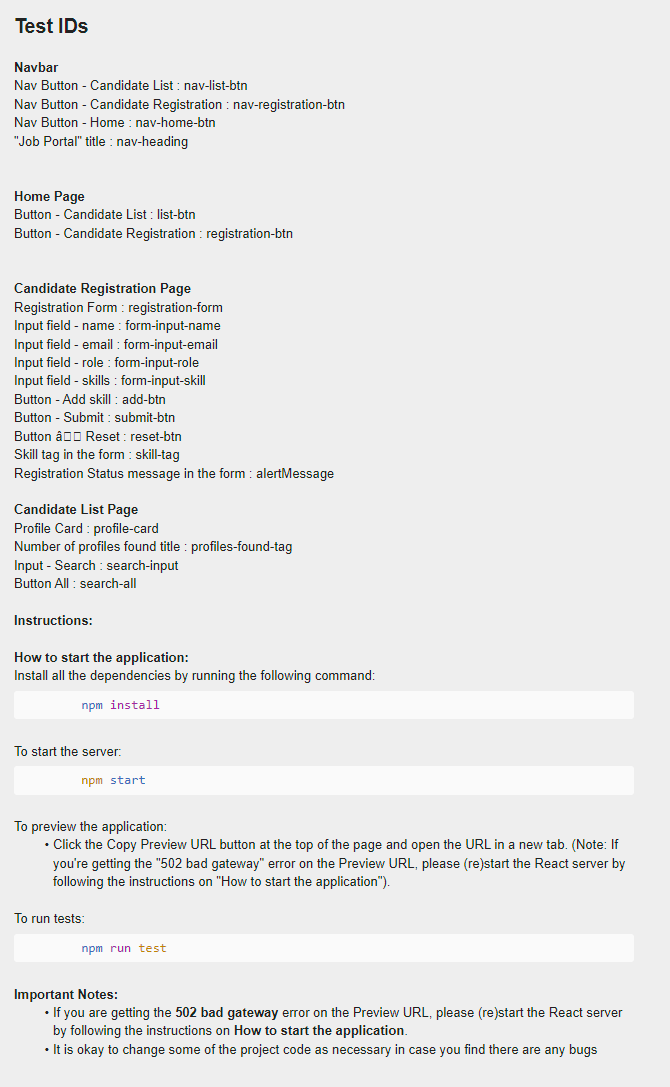 Test IDs
Navbar
Nav Button - Candidate List : nav-list-btn
Nav Button - Candidate Registration : nav-registration-btn
Nav Button - Home : nav-home-btn
"Job Portal" title : nav-heading
Home Page
Button - Candidate List : list-btn
Button - Candidate Registration : registration-btn
Candidate Registration Page
Registration Form : registration-form
Input field - name : form-input-name
Input field - email : form-input-email
Input field - role : form-input-role
Input field - skills : form-input-skill
Button - Add skill : add-btn
Button - Submit : submit-btn
Button â□□ Reset : reset-btn
Skill tag in the form : skill-tag
Registration Status message in the form : alertMessage
Candidate List Page
Profile Card : profile-card
Number of profiles found title : profiles-found-tag
Input - Search : search-input
Button All : search-all
Instructions:
How to start the application:
Install all the dependencies by running the following command:
npm install
To start the server:
npm start
To preview the application:
• Click the Copy Preview URL button at the top of the page and open the URL in a new tab. (Note: If
you're getting the "502 bad gateway" error on the Preview URL, please (re)start the React server by
following the instructions on "How to start the application").
To run tests:
npm run test
Important Notes:
• If you are getting the 502 bad gateway error on the Preview URL, please (re)start the React server
by following the instructions on How to start the application.
• It is okay to change some of the project code as necessary in case you find there are any bugs